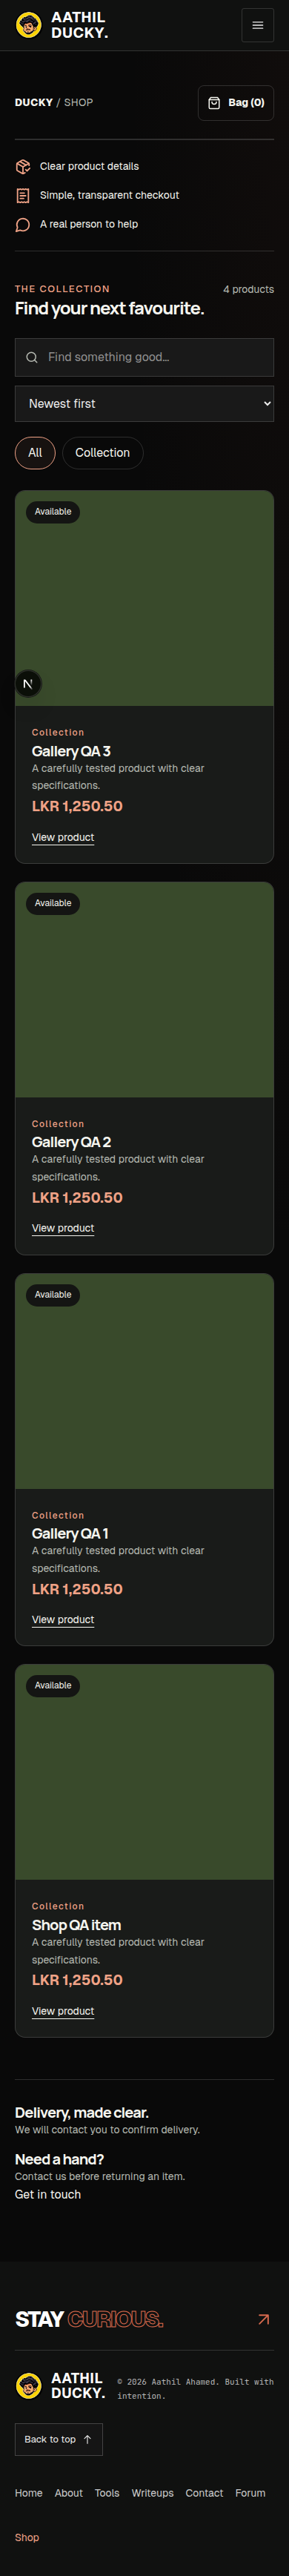 AATHIL
DUCKY.
DUCKY / SHOP
Bag (0)
Clear product details
Simple, transparent checkout
A real person to help
THE COLLECTION
4 products
Find your next favourite.
Find something good...
Newest first
All
Collection
Available
N
Collection
Gallery QA 3
A carefully tested product with clear
specifications.
LKR 1,250.50
View product
Available
Collection
Gallery QA 2
A carefully tested product with clear
specifications.
LKR 1,250.50
View product
Available
Collection
Gallery QA 1
A carefully tested product with clear
specifications.
LKR 1,250.50
View product
Available
Collection
Shop QA item
A carefully tested product with clear
specifications.
LKR 1,250.50
View product
Delivery, made clear.
We will contact you to confirm delivery.
Need a hand?
Contact us before returning an item.
Get in touch
STAY CURIOUS.
AATHIL
DUCKY.
© 2026 Aathil Ahamed. Built with
intention.
Back to top ↑
Home About Tools Writeups Contact Forum
Shop